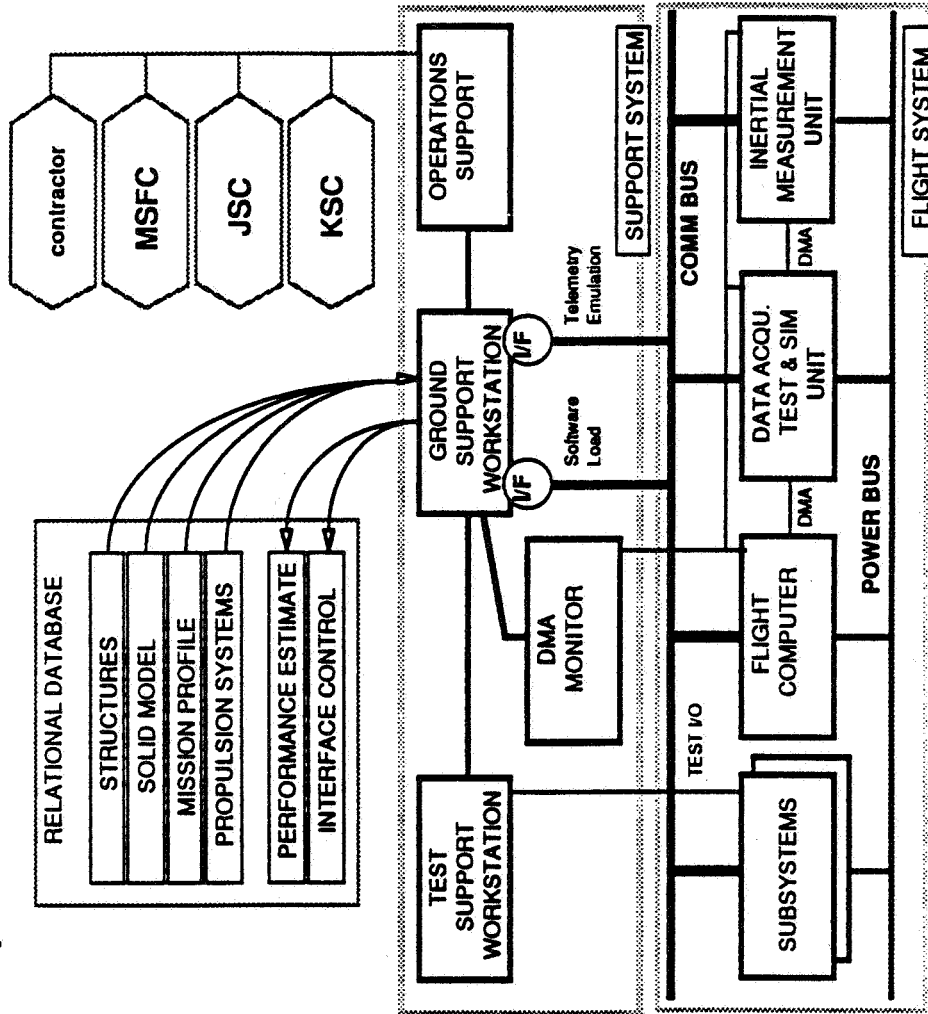 RELATIONAL DATABASE
STRUCTURES
SOLID MODEL
MISSION PROFILE
PROPULSION SYSTEMS
PERFORMANCE ESTIMATE
INTERFACE CONTROL
contractor
MSFC
JSC
KSC
TEST
SUPPORT
WORKSTATION
GROUND
SUPPORT
WORKSTATION
OPERATIONS
SUPPORT
I/F
I/F
DMA
MONITOR
Software
Load
Telemetry
Emulation
SUPPORT SYSTEM
TEST I/O
COMM BUS
SUBSYSTEMS
FLIGHT
COMPUTER
DMA
DATA ACQU.
TEST & SIM
UNIT
DMA
INERTIAL
MEASUREMENT
UNIT
POWER BUS
FLIGHT SYSTEM